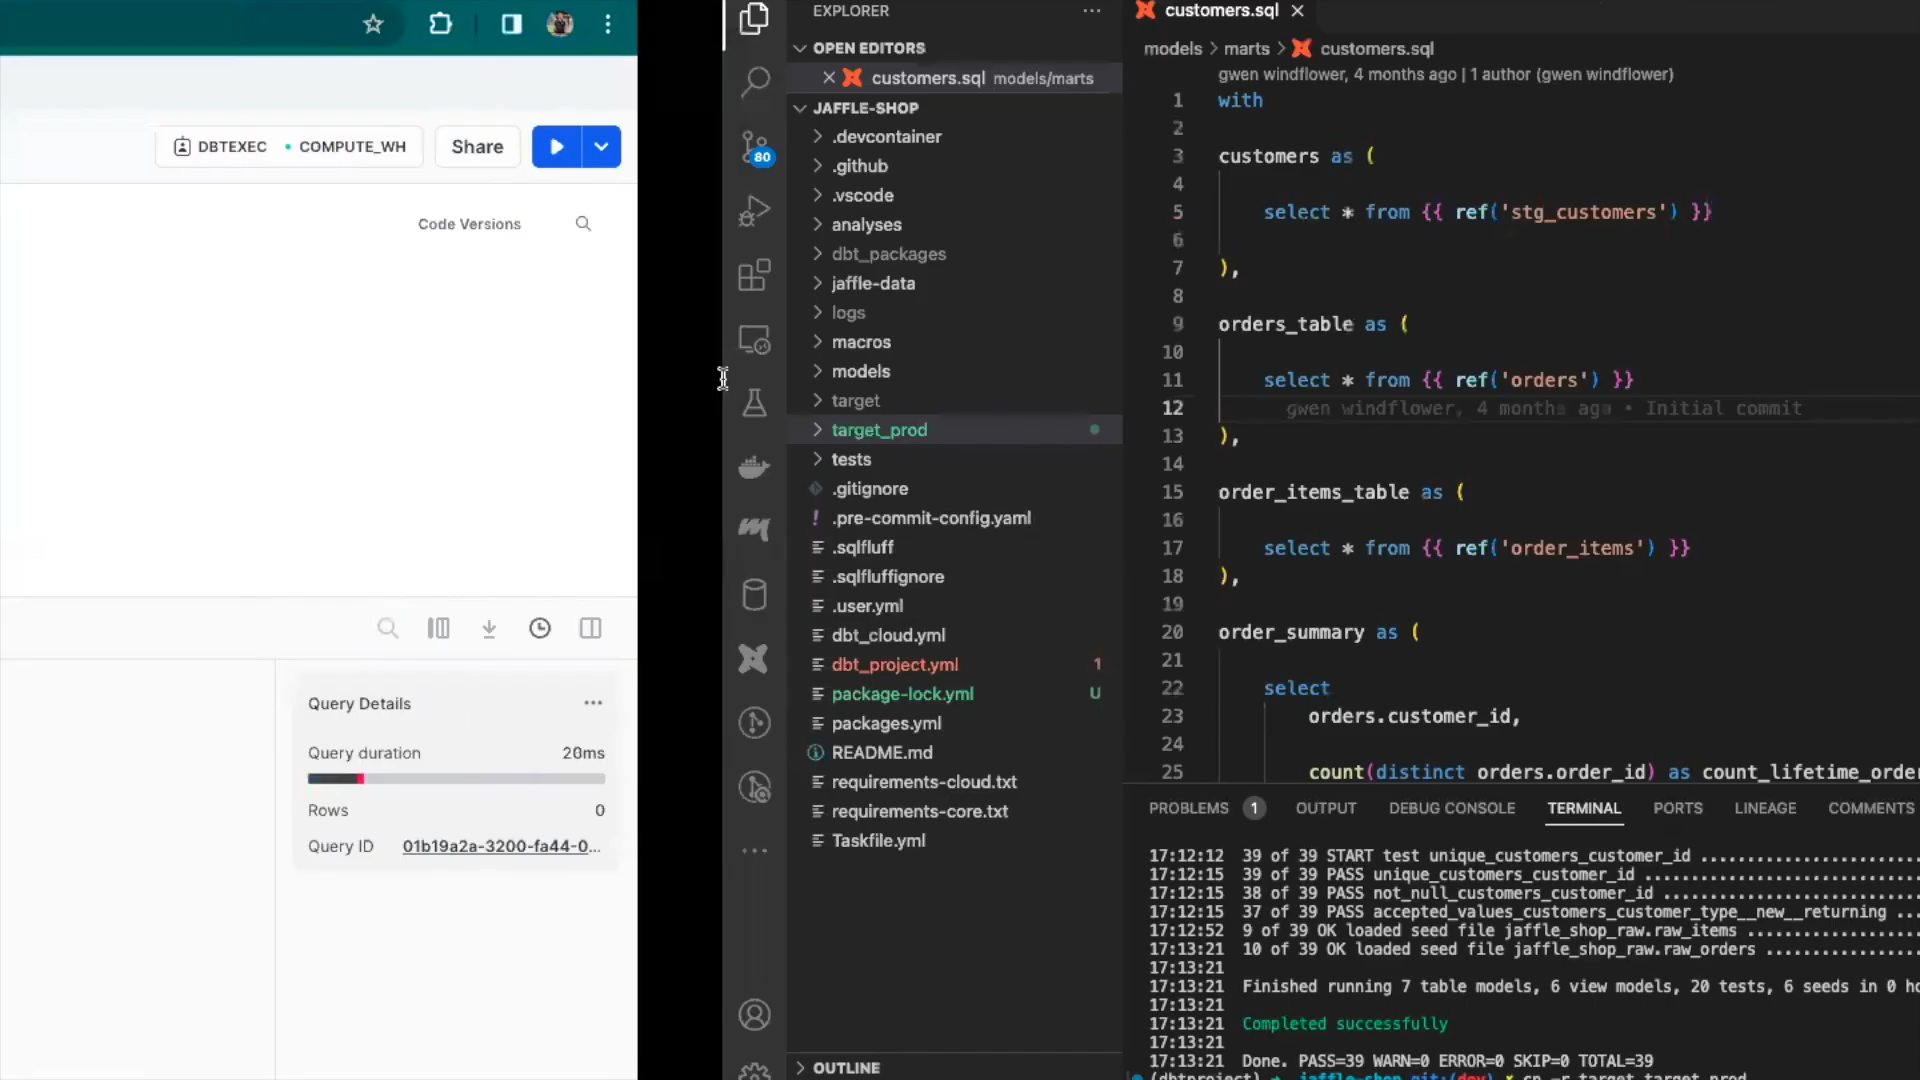 DBTEXEC
COMPUTE_WH
Share
Code Versions
Query Details
Query duration
20ms
Rows
0
Query ID
01b19a2a-3200-fa44-0...
80
EXPLORER
OPEN EDITORS
customers.sql models/marts
JAFFLE-SHOP
.devcontainer
.github
.vscode
analyses
dbt_packages
jaffle-data
logs
macros
models
target
target_prod
tests
.gitignore
! .pre-commit-config.yaml
.sqlfluff
.sqlfluffignore
.user.yml
dbt_cloud.yml
dbt_project.yml 1
package-lock.yml U
packages.yml
README.md
requirements-cloud.txt
requirements-core.txt
Taskfile.yml
OUTLINE
customers.sql
models > marts > customers.sql
gwen windflower, 4 months ago | 1 author (gwen windflower)
1 with
2
3 customers as (
4
5 select * from {{ ref('stg_customers') }}
6
7 ),
8
9 orders_table as (
10
11 select * from {{ ref('orders') }}
12 gwen windflower, 4 months ago • Initial commit
13 ),
14
15 order_items_table as (
16
17 select * from {{ ref('order_items') }}
18 ),
19
20 order_summary as (
21
22 select
23 orders.customer_id,
24
25 count(distinct orders.order_id) as count_lifetime_orde
PROBLEMS 1 OUTPUT DEBUG CONSOLE TERMINAL PORTS LINEAGE COMMENTS
17:12:12 39 of 39 START test unique_customers_customer_id .....................
17:12:15 39 of 39 PASS unique_customers_customer_id ..........................
17:12:15 38 of 39 PASS not_null_customers_customer_id ........................
17:12:15 37 of 39 PASS accepted_values_customers_customer_type__new__returning ...
17:12:52 9 of 39 OK loaded seed file jaffle_shop_raw.raw_items ................
17:13:21 10 of 39 OK loaded seed file jaffle_shop_raw.raw_orders ..............
17:13:21
17:13:21 Finished running 7 table models, 6 view models, 20 tests, 6 seeds in 0 ho
17:13:21
17:13:21 Completed successfully
17:13:21
17:13:21 Done. PASS=39 WARN=0 ERROR=0 SKIP=0 TOTAL=39
(dbtproject) → jaffle-shop git:(dev) ✗ cp -r target target_prod